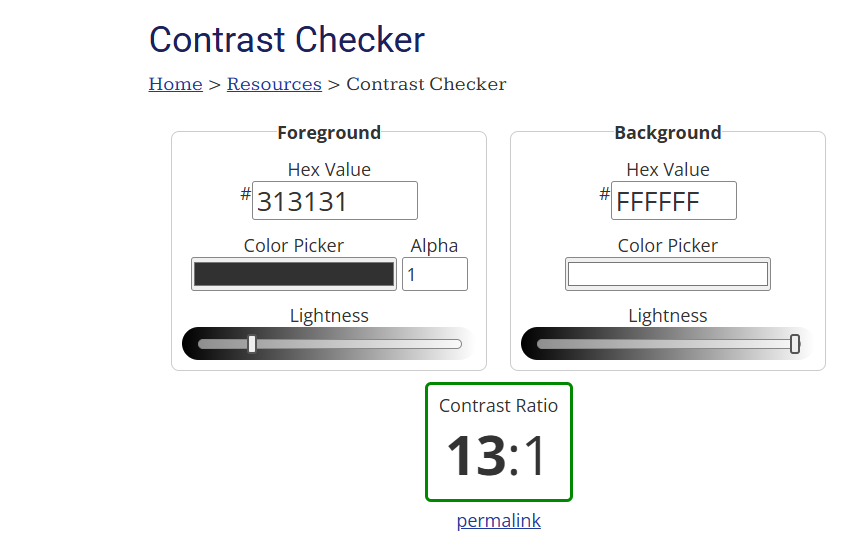 Contrast Checker
Home > Resources > Contrast Checker
Foreground
Hex Value
#313131
Color Picker
Alpha
1
Lightness
Background
Hex Value
#FFFFFF
Color Picker
Lightness
Contrast Ratio
13:1
permalink